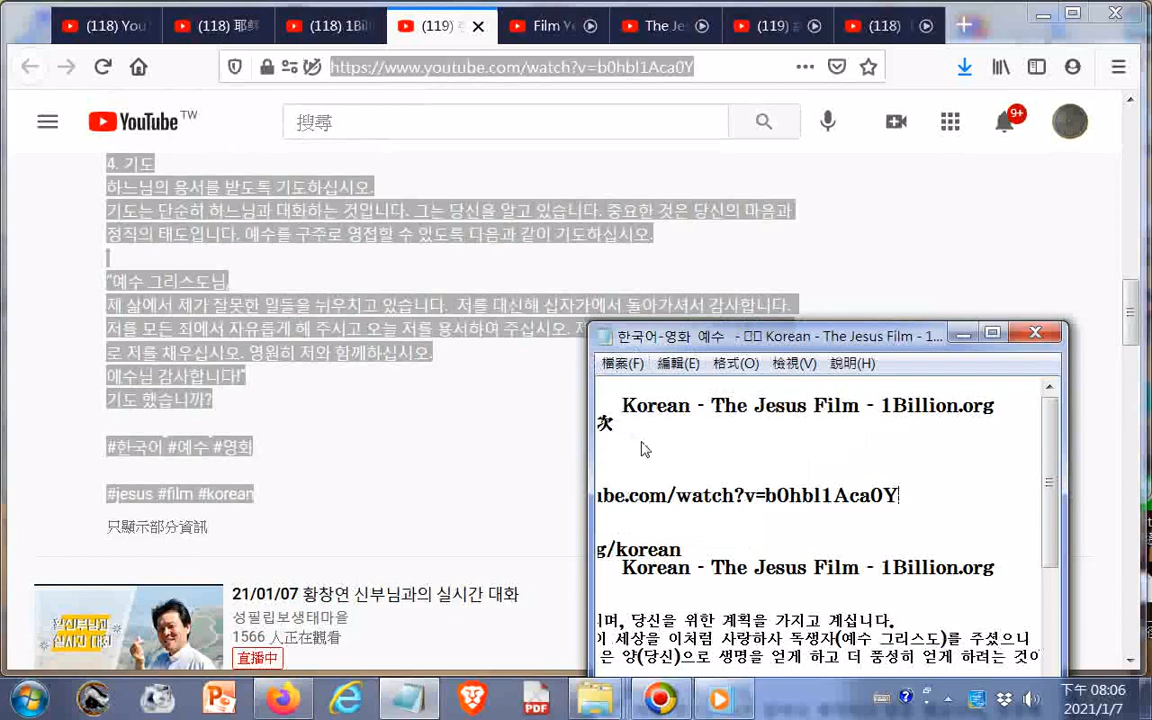 (118) You
(118) 耶穌
(118) 1Bil
(119)
Film Ye
The Je
(119)
(118)
https://www.youtube.com/watch?v=b0hbl1Aca0Y
YouTube TW
搜尋
9+
4. 기도
하느님의 용서를 받도록 기도하십시오.
기도는 단순히 하느님과 대화하는 것입니다. 그는 당신을 알고 있습니다. 중요한 것은 당신의 마음과
정직의 태도입니다. 예수를 구주로 영접할 수 있도록 다음과 같이 기도하십시오.
"예수 그리스도님,
제 삶에서 제가 잘못한 일들을 뉘우치고 있습니다. 저를 대신해 십자가에서 돌아가셔서 감사합니다.
저를 모든 죄에서 자유롭게 해 주시고 오늘 저를 용서하여 주십시오.
로 저를 채우십시오. 영원히 저와 함께하십시오.
예수님 감사합니다!"
기도 했습니까?
#한국어 #예수 #영화
#jesus #film #korean
只顯示部分資訊
21/01/07 황창연 신부님과의 실시간 대화
성필립보생태마을
1566 人正在觀看
直播中
황신부님과
실시간 대화
한국어-영화 예수 - Korean - The Jesus Film - 1...
檔案(F) 編輯(E) 格式(O) 檢視(V) 說明(H)
Korean - The Jesus Film - 1Billion.org
次
ube.com/watch?v=b0hbl1Aca0Y
g/korean
Korean - The Jesus Film - 1Billion.org
며, 당신을 위한 계획을 가지고 계십니다.
이 세상을 이처럼 사랑하사 독생자(예수 그리스도)를 주셨으니
은 양(당신)으로 생명을 얻게 하고 더 풍성히 얻게 하려는 것이
PDF
下午 08:06
2021/1/7